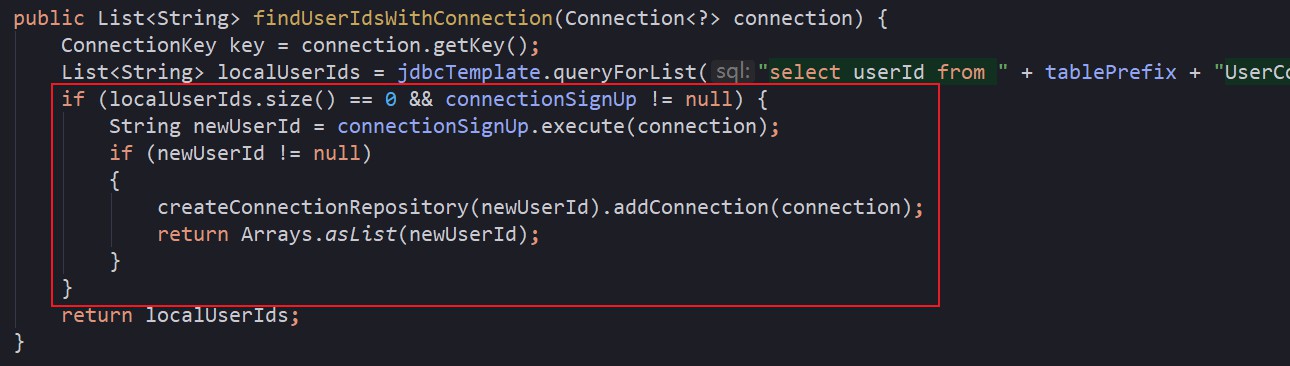 public List<String> findUserIdsWithConnection(Connection<?> connection) {
ConnectionKey key = connection.getKey();
List<String> localUserIds = jdbcTemplate.queryForList( sql: "select userId from " + tablePrefix + "UserCo
if (localUserIds.size() == 0 && connectionSignUp != null) {
String newUserId = connectionSignUp.execute(connection);
if (newUserId != null)
{
createConnectionRepository(newUserId).addConnection(connection);
return Arrays.asList(newUserId);
}
}
return localUserIds;
}